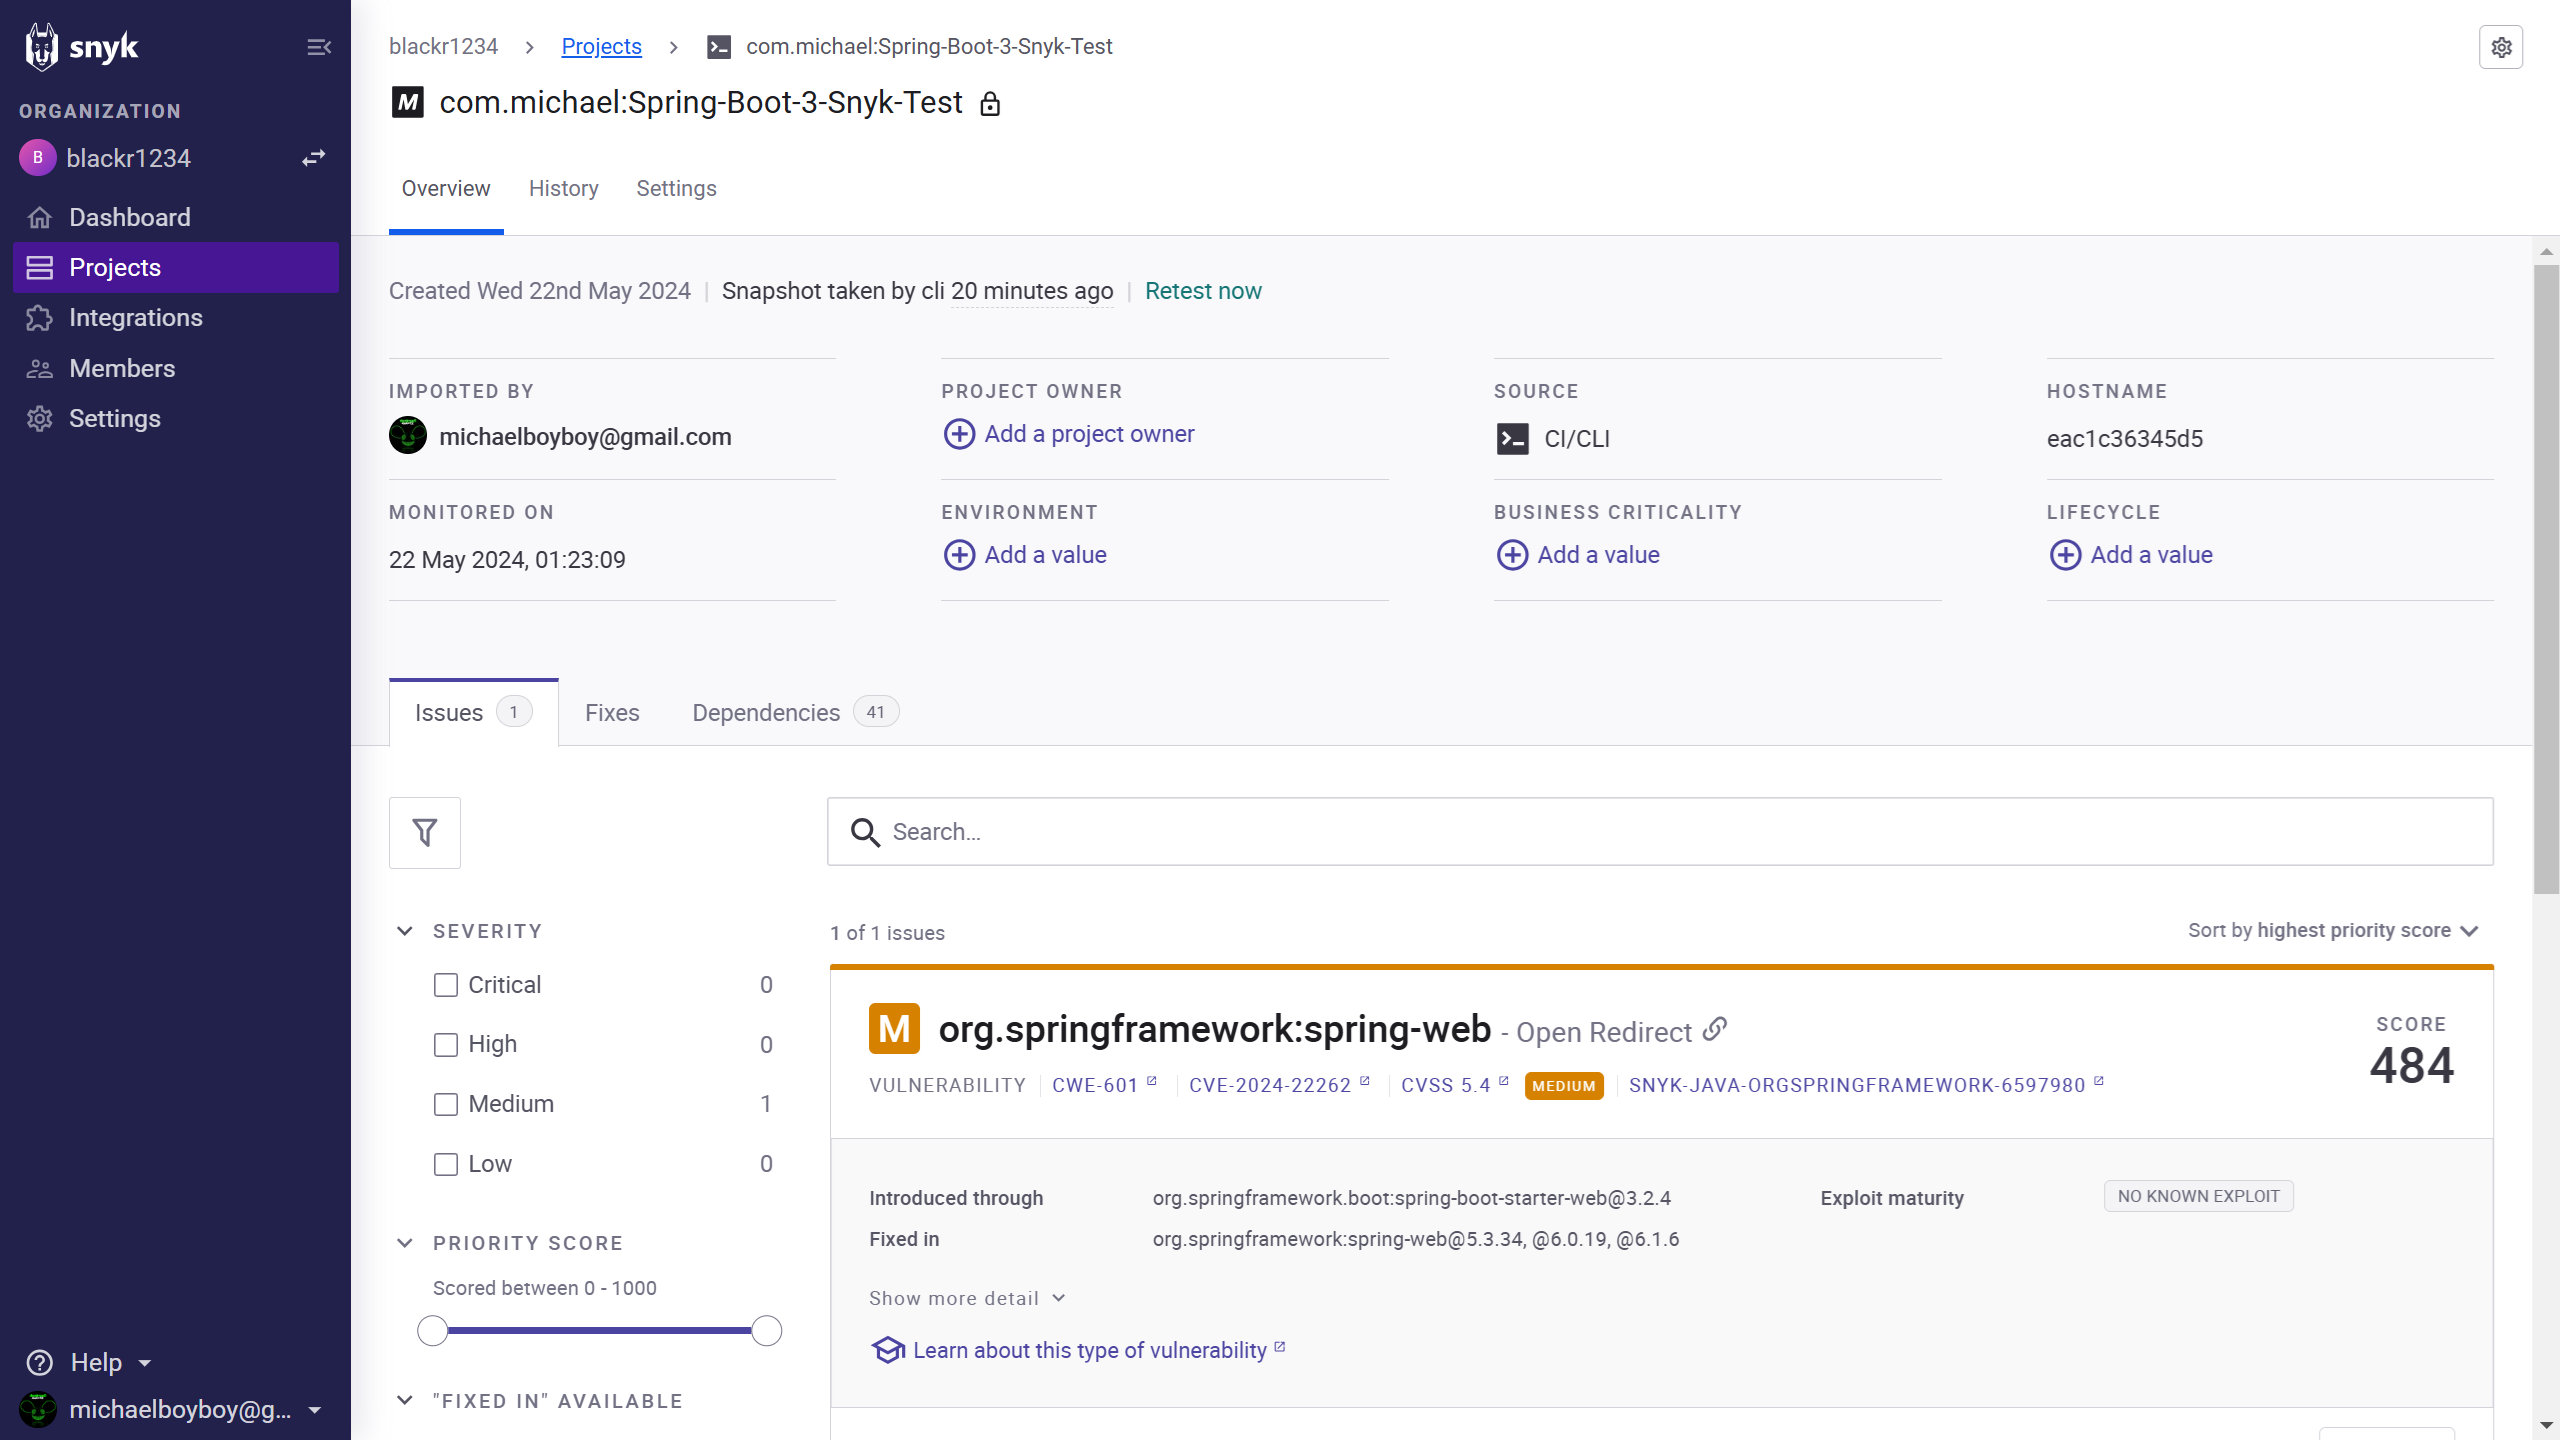 snyk
ORGANIZATION
B blackr1234
Dashboard
Projects
Integrations
Members
Settings
Help
michaelboyboy@g...
blackr1234 > Projects > com.michael:Spring-Boot-3-Snyk-Test
M com.michael:Spring-Boot-3-Snyk-Test
Overview History Settings
Created Wed 22nd May 2024 | Snapshot taken by cli 20 minutes ago | Retest now
IMPORTED BY
michaelboyboy@gmail.com
PROJECT OWNER
Add a project owner
SOURCE
CI/CLI
HOSTNAME
eac1c36345d5
MONITORED ON
22 May 2024, 01:23:09
ENVIRONMENT
Add a value
BUSINESS CRITICALITY
Add a value
LIFECYCLE
Add a value
Issues 1 Fixes Dependencies 41
Search...
SEVERITY
Critical 0
High 0
Medium 1
Low 0
PRIORITY SCORE
Scored between 0 - 1000
"FIXED IN" AVAILABLE
1 of 1 issues
Sort by highest priority score
M org.springframework:spring-web - Open Redirect
SCORE
484
VULNERABILITY CWE-601 CVE-2024-22262 CVSS 5.4 MEDIUM SNYK-JAVA-ORGSPRINGFRAMEWORK-6597980
Introduced through org.springframework.boot:spring-boot-starter-web@3.2.4
Exploit maturity NO KNOWN EXPLOIT
Fixed in org.springframework:spring-web@5.3.34, @6.0.19, @6.1.6
Show more detail
Learn about this type of vulnerability